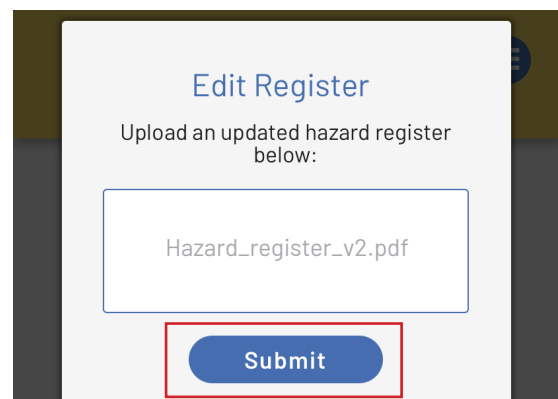 Edit Register
Upload an updated hazard register
below:
Hazard_register_v2.pdf
Submit